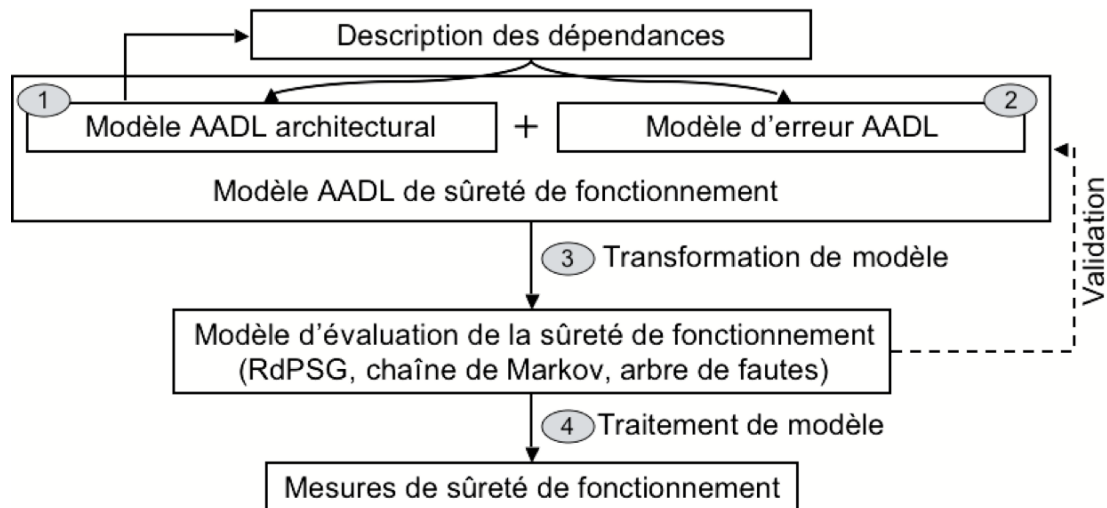 Description des dépendances
1
2
Modèle AADL architectural
+
Modèle d'erreur AADL
Modèle AADL de sûreté de fonctionnement
3 Transformation de modèle
Validation
Modèle d'évaluation de la sûreté de fonctionnement
(RdPSG, chaîne de Markov, arbre de fautes)
4 Traitement de modèle
Mesures de sûreté de fonctionnement